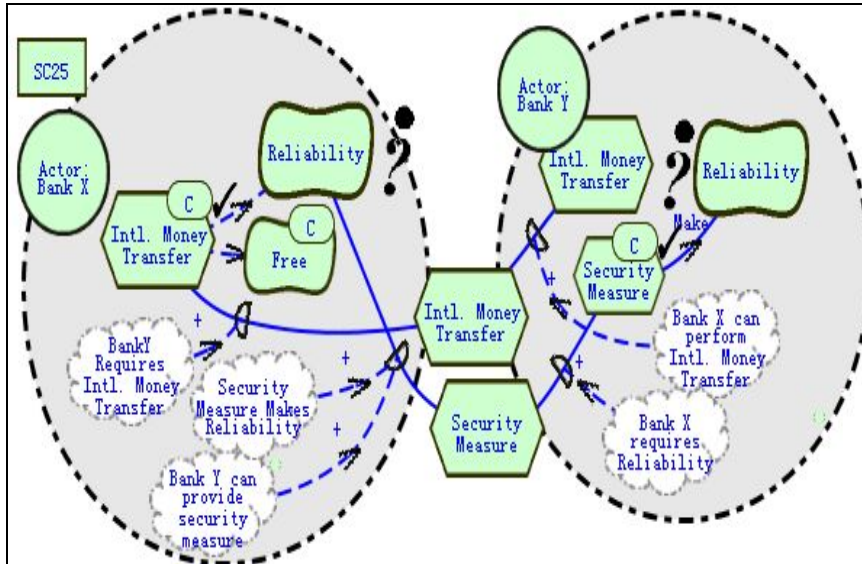 SC25
Actor:
Bank X
Reliability
?
C
Intl. Money
Transfer
C
Free
+
BankY
Requires
Intl. Money
Transfer
+
Security
Measure Makes
Reliability
+
Bank Y can
provide
security
measure
Intl. Money
Transfer
Security
Measure
Actor:
Bank Y
Intl. Money
Transfer
?
Reliability
Make
C
Security
Measure
+
Bank X can
perform
Intl. Money
Transfer
+
Bank X
requires
Reliability